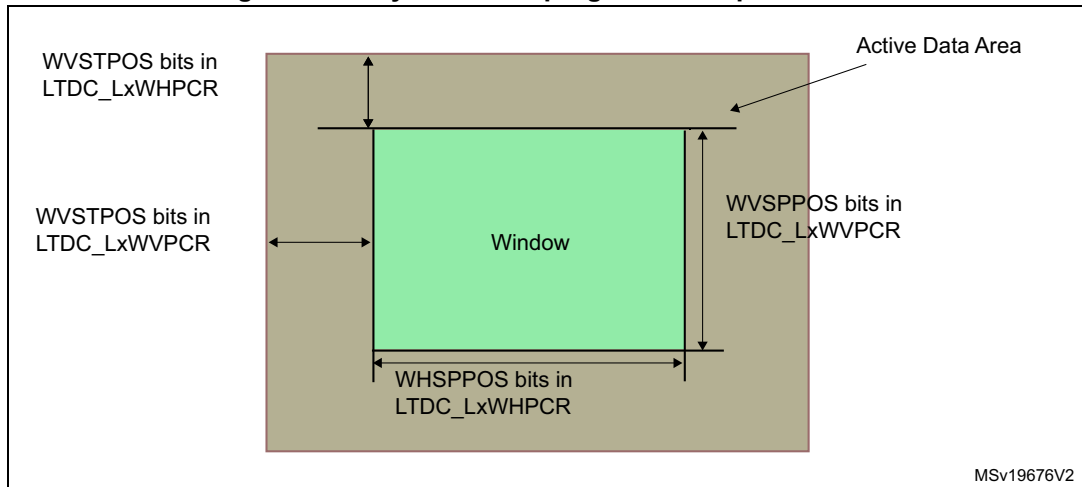 WVSTPOS bits in
LTDC_LxWHPCR
Active Data Area
WVSTPOS bits in
LTDC_LxWVPCR
Window
WVSPPOS bits in
LTDC_LxWVPCR
WHSPPOS bits in
LTDC_LxWHPCR
MSv19676V2